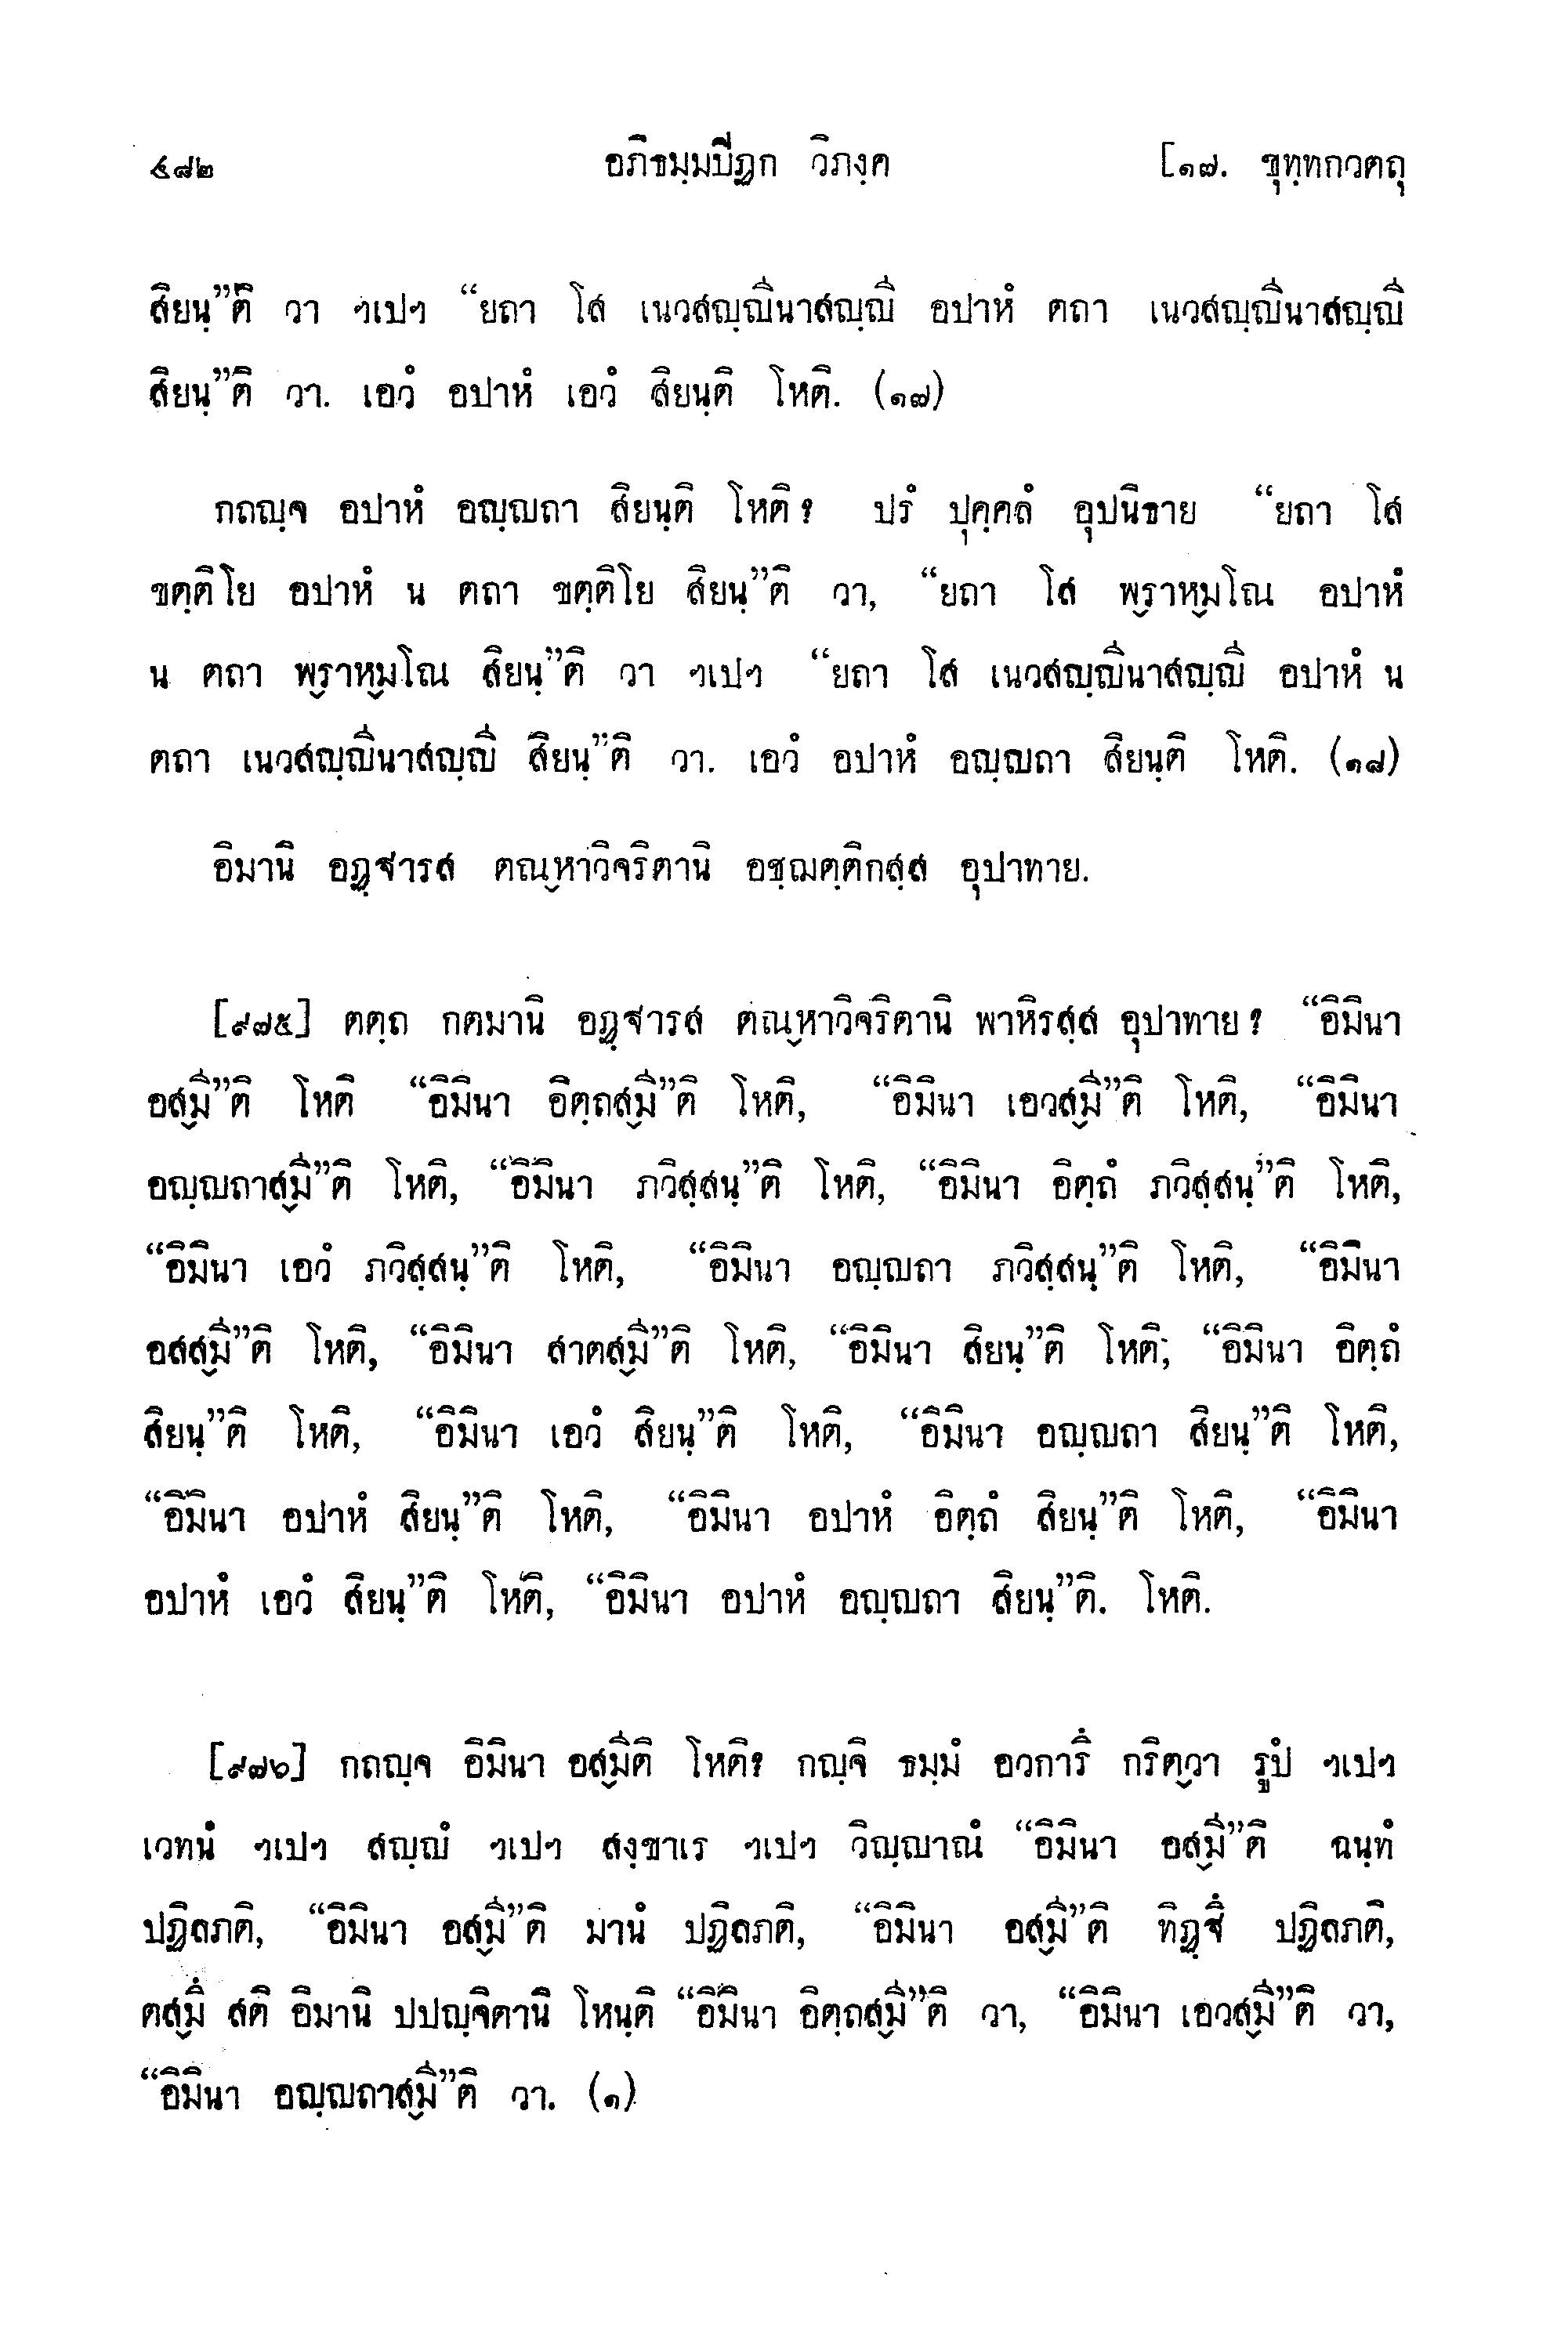 ๔๘๒ อภิธมฺมปีฏก วิภงฺค [๑๗. ขุทฺทกวตถุ
สิยนฺ”ติ วา ฯเปฯ “ยถา โส เนวสญฺญีนาสญฺญี อปาหํ ตถา เนวสญฺญีนาสญฺญี
สิยนฺ”ติ วา. เอวํ อปาหํ เอวํ สิยนฺติ โหติ. (๑๗)
กถญฺจ อปาหํ อญฺญถา สิยนฺติ โหติ? ปรํ ปุคฺคลํ อุปนิธาย “ยถา โส
ขตฺติโย อปาหํ น ตถา ขตฺติโย สิยนฺ”ติ วา, “ยถา โส พ๎ราห๎มโณ อปาหํ
น ตถา พ๎ราห๎มโณ สิยนฺ”ติ วา ฯเปฯ “ยถา โส เนวสญฺญีนาสญฺญี อปาหํ น
ตถา เนวสญฺญีนาสญฺญี สิยนฺ”ติ วา. เอวํ อปาหํ อญฺญถา สิยนฺติ โหติ. (๑๘)
อิมานิ อฏฺฐารส ตณ๎หาวิจริตานิ อชฺฌตฺติกสฺส อุปาทาย.
[๙๗๕] ตตฺถ กตมานิ อฏฺฐารส ตณ๎หาวิจริตานิ พาหิรสฺส อุปาทาย? “อิมินา
อส๎มี”ติ โหติ “อิมินา อิตฺถส๎มี”ติ โหติ, “อิมินา เอวส๎มี”ติ โหติ, “อิมินา
อญฺญถาส๎มี”ติ โหติ, “อิมินา ภวิสฺสนฺ”ติ โหติ, “อิมินา อิตฺถํ ภวิสฺสนฺ”ติ โหติ,
“อิมินา เอวํ ภวิสฺสนฺ”ติ โหติ, “อิมินา อญฺญถา ภวิสฺสนฺ”ติ โหติ, “อิมินา
อสส๎มี”ติ โหติ, “อิมินา สาตส๎มี”ติ โหติ, “อิมินา สิยนฺ”ติ โหติ, “อิมินา อิตฺถํ
สิยนฺ”ติ โหติ, “อิมินา เอวํ สิยนฺ”ติ โหติ, “อิมินา อญฺญถา สิยนฺ”ติ โหติ,
“อิมินา อปาหํ สิยนฺ”ติ โหติ, “อิมินา อปาหํ อิตฺถํ สิยนฺ”ติ โหติ, “อิมินา
อปาหํ เอวํ สิยนฺ”ติ โหติ, “อิมินา อปาหํ อญฺญถา สิยนฺ”ติ. โหติ.
[๙๗๖] กถญฺจ อิมินา อส๎มีติ โหติ? กญฺจิ ธมฺมํ อวการึ กริต๎วา รูปํ ฯเปฯ
เวทนํ ฯเปฯ สญฺญํ ฯเปฯ สงฺขาเร ฯเปฯ วิญฺญาณํ “อิมินา อส๎มี”ติ ฉนฺทํ
ปฏิลภติ, “อิมินา อส๎มี”ติ มานํ ปฏิลภติ, “อิมินา อส๎มี”ติ ทิฏฺฐึ ปฏิลภติ,
ตส๎มึ สติ อิมานิ ปปญฺจิตานิ โหนฺติ “อิมินา อิตฺถส๎มี”ติ วา, “อิมินา เอวส๎มี”ติ วา,
“อิมินา อญฺญถาส๎มี”ติ วา. (๑)